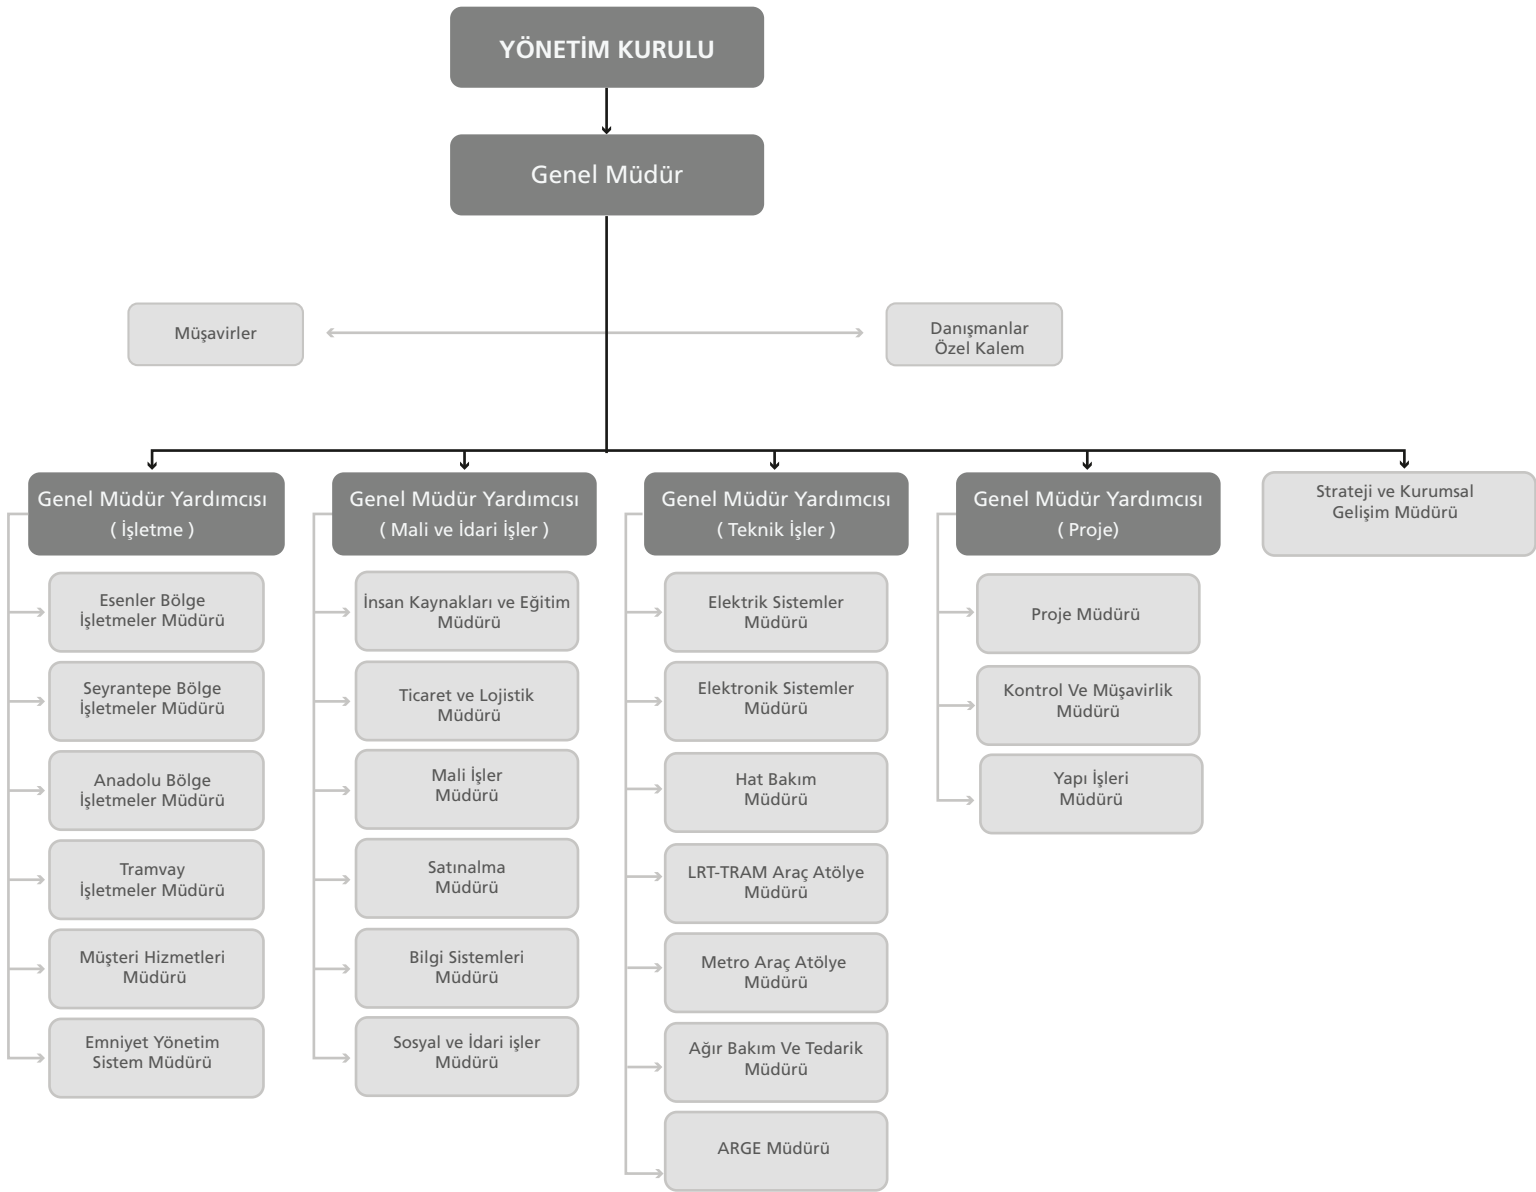 YÖNETİM KURULU
Genel Müdür
Müşavirler
Danışmanlar
Özel Kalem
Genel Müdür Yardımcısı
( İşletme )
Esenler Bölge
İşletmeler Müdürü
Seyrantepe Bölge
İşletmeler Müdürü
Anadolu Bölge
İşletmeler Müdürü
Tramvay
İşletmeler Müdürü
Müşteri Hizmetleri
Müdürü
Emniyet Yönetim
Sistem Müdürü
Genel Müdür Yardımcısı
( Mali ve İdari İşler )
İnsan Kaynakları ve Eğitim
Müdürü
Ticaret ve Lojistik
Müdürü
Mali İşler
Müdürü
Satınalma
Müdürü
Bilgi Sistemleri
Müdürü
Sosyal ve İdari işler
Müdürü
Genel Müdür Yardımcısı
( Teknik İşler )
Elektrik Sistemler
Müdürü
Elektronik Sistemler
Müdürü
Hat Bakım
Müdürü
LRT-TRAM Araç Atölye
Müdürü
Metro Araç Atölye
Müdürü
Ağır Bakım Ve Tedarik
Müdürü
ARGE Müdürü
Genel Müdür Yardımcısı
( Proje)
Proje Müdürü
Kontrol Ve Müşavirlik
Müdürü
Yapı İşleri
Müdürü
Strateji ve Kurumsal
Gelişim Müdürü